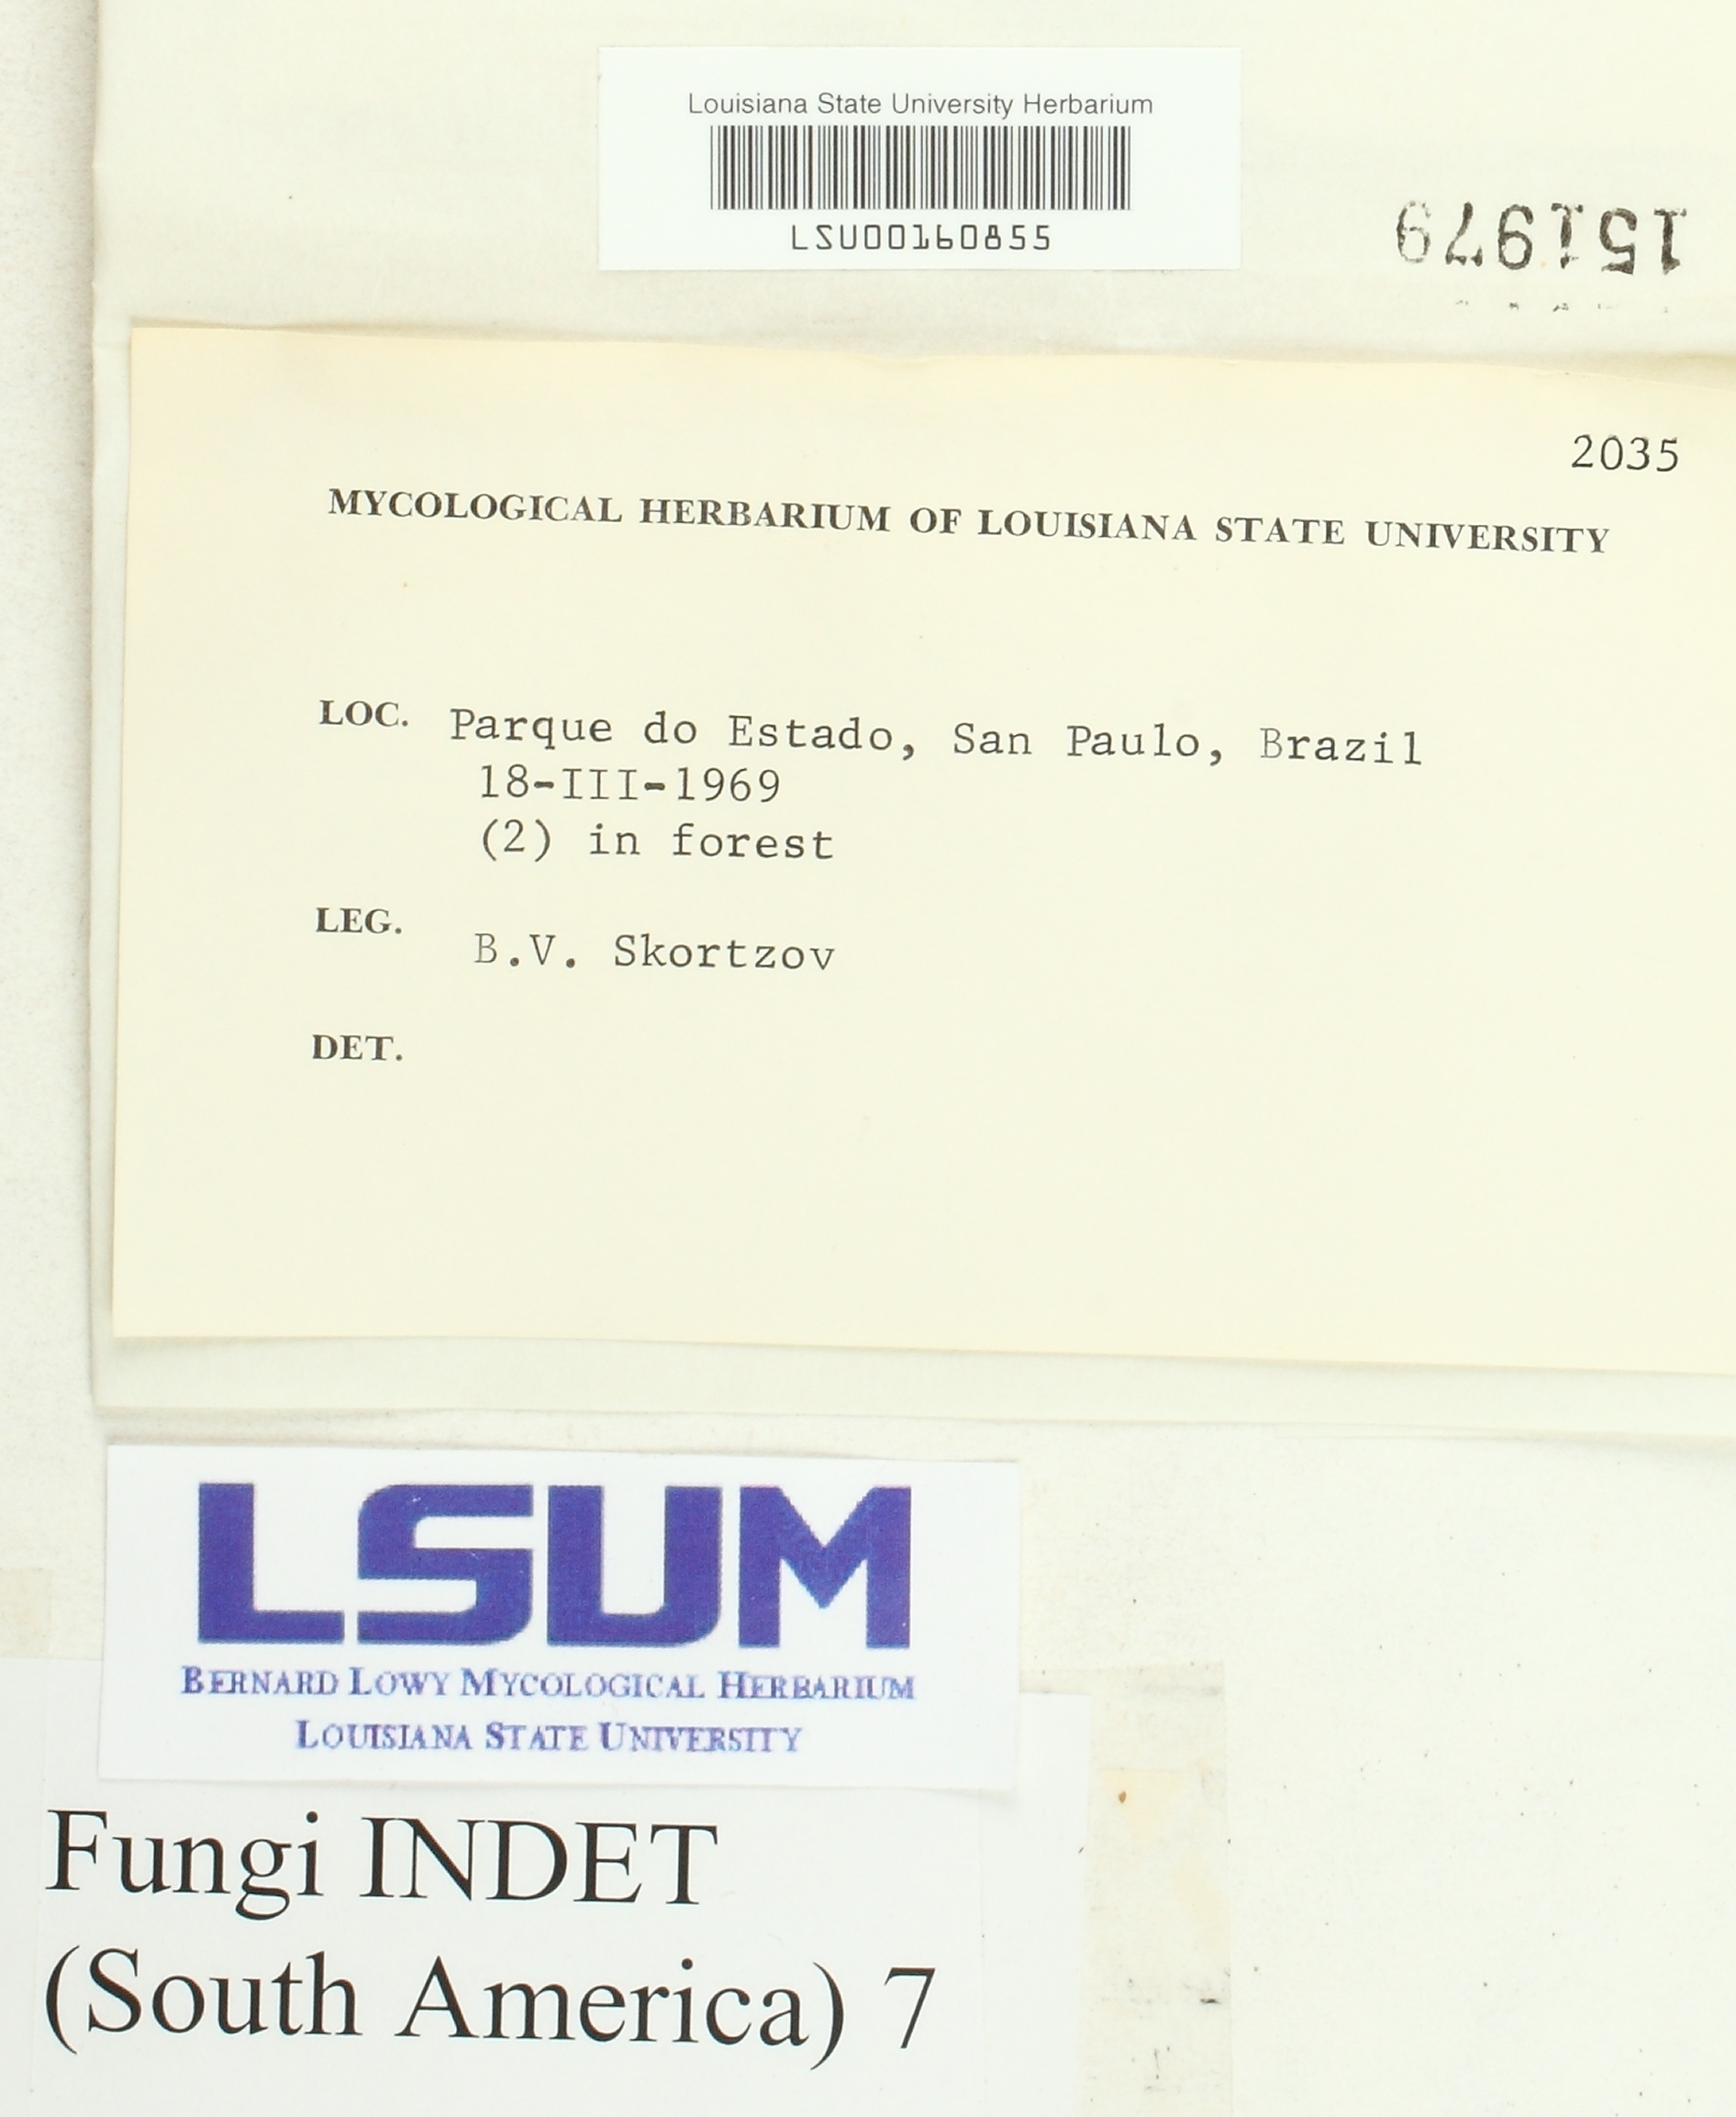 Louisiana State University Herbarium
LSU00160855
151979
2035
MYCOLOGICAL HERBARIUM OF LOUISIANA STATE UNIVERSITY
LOC. Parque do Estado, San Paulo, Brazil
18-III-1969
(2) in forest
LEG. B.V. Skortzov
DET.
LSUM
BERNARD LOWY MYCOLOGICAL HERBARIUM
LOUISIANA STATE UNIVERSITY
Fungi INDET
(South America) 7